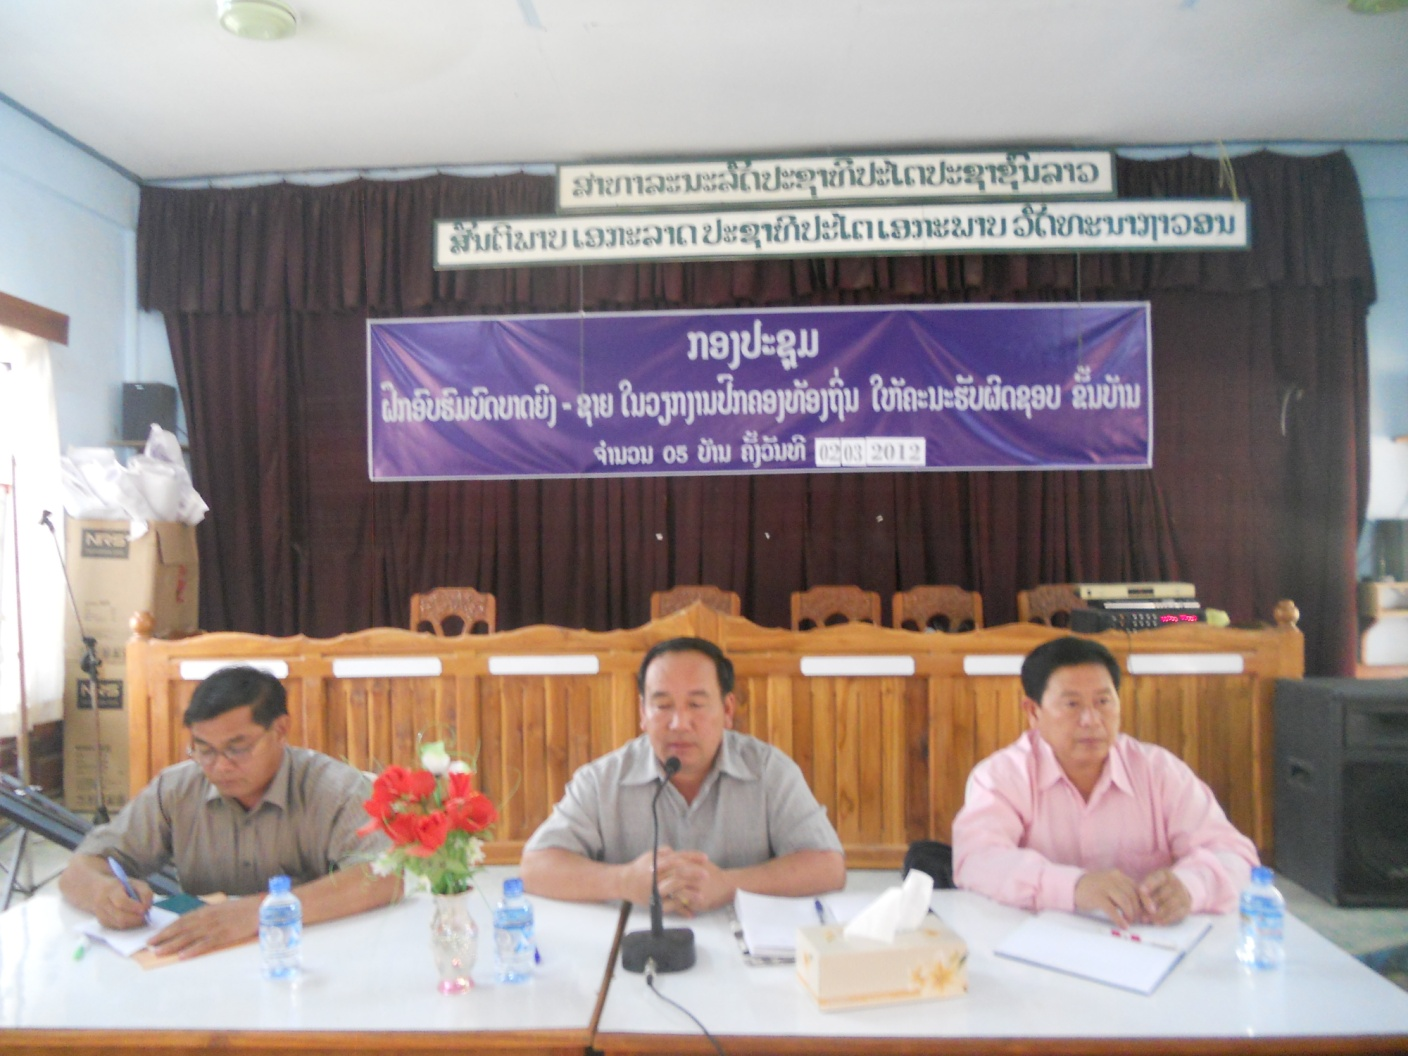 ສາທາລະນະລັດປະຊາທິປະໄຕປະຊາຊົນລາວ
ສັນຕິພາບ ເອກະລາດ ປະຊາທິປະໄຕ ເອກະພາບ ວັດທະນາຖາວອນ
ກອງປະຊຸມ
ຝຶກອົບຮົມບົດບາດຍິງ - ຊາຍ ໃນວຽກງານປົກຄອງທ້ອງຖິ່ນ ໃຫ້ຄະນະຮັບຜິດຊອບ ຂັ້ນບ້ານ
ຈຳນວນ 05 ບ້ານ ຄັ້ງວັນທີ 02 03 2012
NRS
NRS